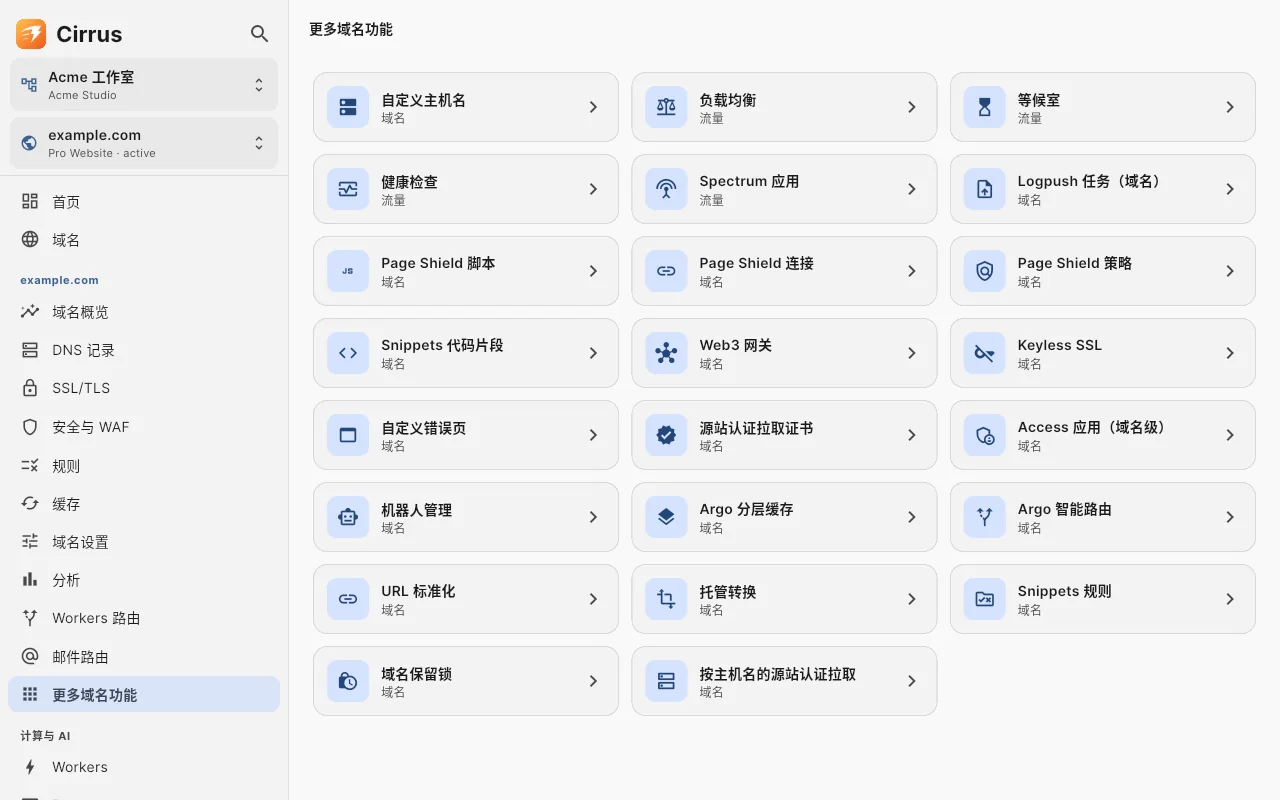 Cirrus
Acme 工作室
Acme Studio
example.com
Pro Website · active
首页
域名
example.com
域名概览
DNS 记录
SSL/TLS
安全与 WAF
规则
缓存
域名设置
分析
Workers 路由
邮件路由
更多域名功能
计算与 AI
Workers
更多域名功能
自定义主机名
域名
负载均衡
流量
等候室
流量
健康检查
流量
Spectrum 应用
流量
Logpush 任务（域名）
域名
JS
Page Shield 脚本
域名
Page Shield 连接
域名
Page Shield 策略
域名
Snippets 代码片段
域名
Web3 网关
域名
Keyless SSL
域名
自定义错误页
域名
源站认证拉取证书
域名
Access 应用（域名级）
域名
机器人管理
域名
Argo 分层缓存
域名
Argo 智能路由
域名
URL 标准化
域名
托管转换
域名
Snippets 规则
域名
域名保留锁
域名
按主机名的源站认证拉取
域名